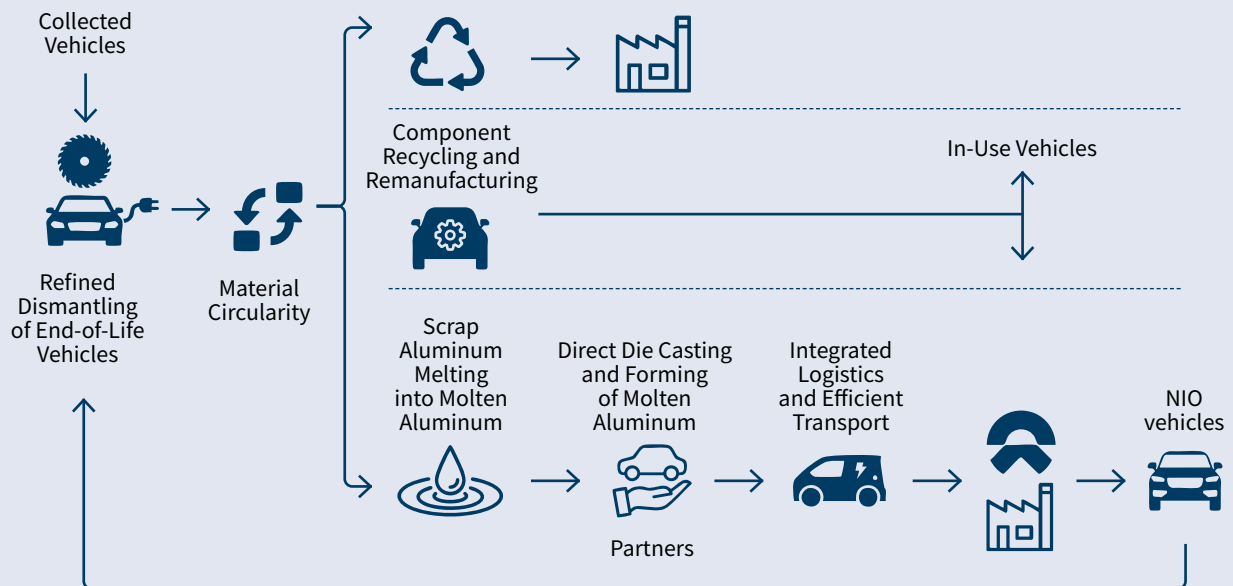 Collected
Vehicles
Refined
Dismantling
of End-of-Life
Vehicles
Material
Circularity
Component
Recycling and
Remanufacturing
In-Use Vehicles
Scrap
Aluminum
Melting
into Molten
Aluminum
Direct Die Casting
and Forming
of Molten
Aluminum
Partners
Integrated
Logistics
and Efficient
Transport
NIO
vehicles